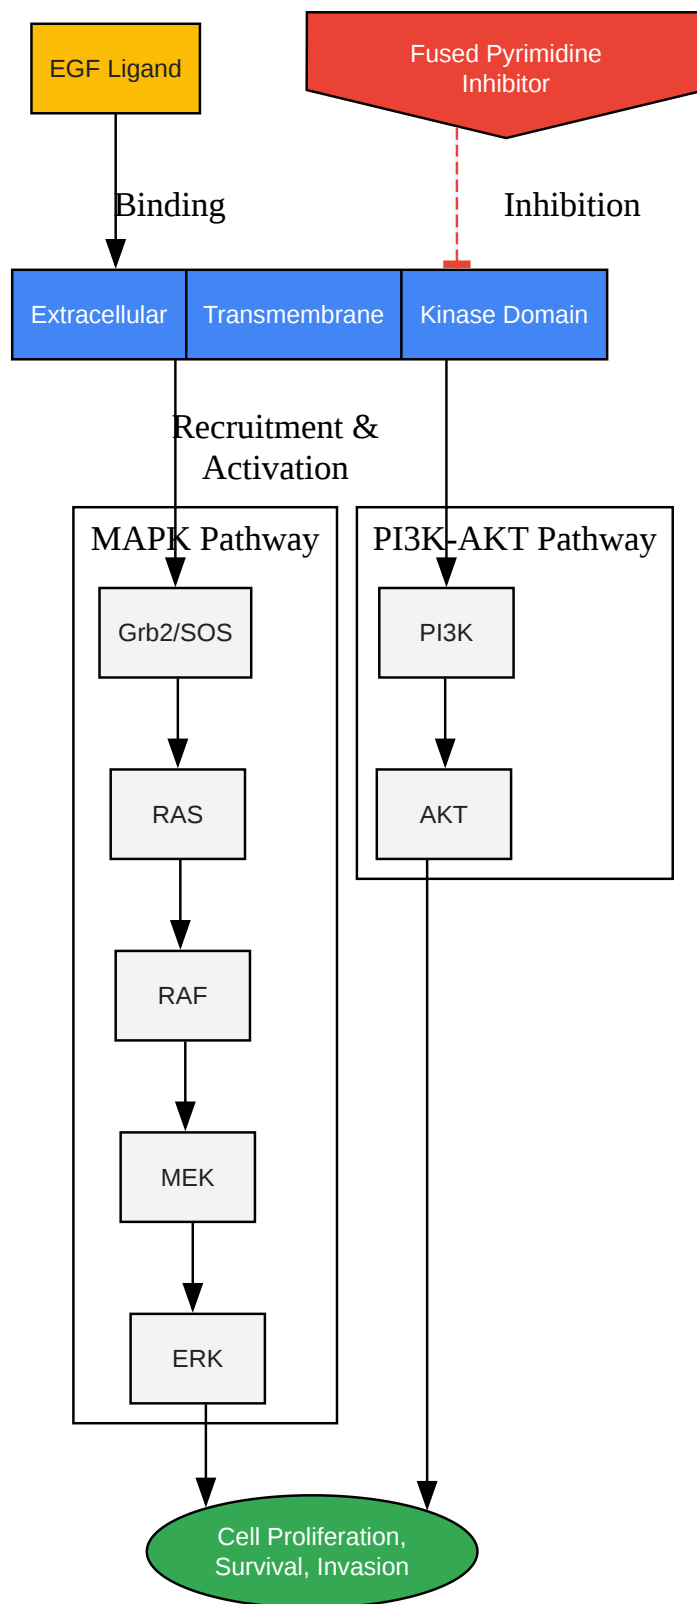 EGF Ligand
Fused Pyrimidine
Inhibitor
Binding
Inhibition
Extracellular
Transmembrane
Kinase Domain
Recruitment &
Activation
MAPK Pathway
PI3K-AKT Pathway
Grb2/SOS
PI3K
RAS
AKT
RAF
MEK
ERK
Cell Proliferation,
Survival, Invasion